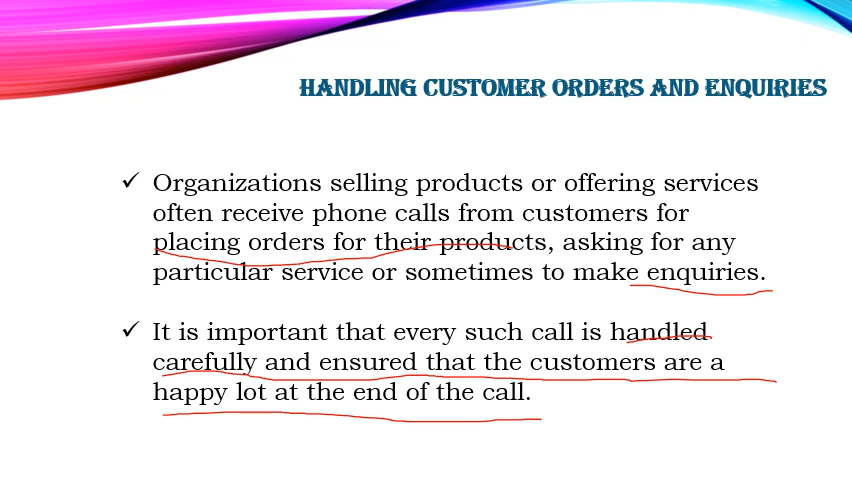 HANDLING CUSTOMER ORDERS AND ENQUIRIES
✓ Organizations selling products or offering services
often receive phone calls from customers for
placing orders for their products, asking for any
particular service or sometimes to make enquiries.
✓ It is important that every such call is handled
carefully and ensured that the customers are a
happy lot at the end of the call.